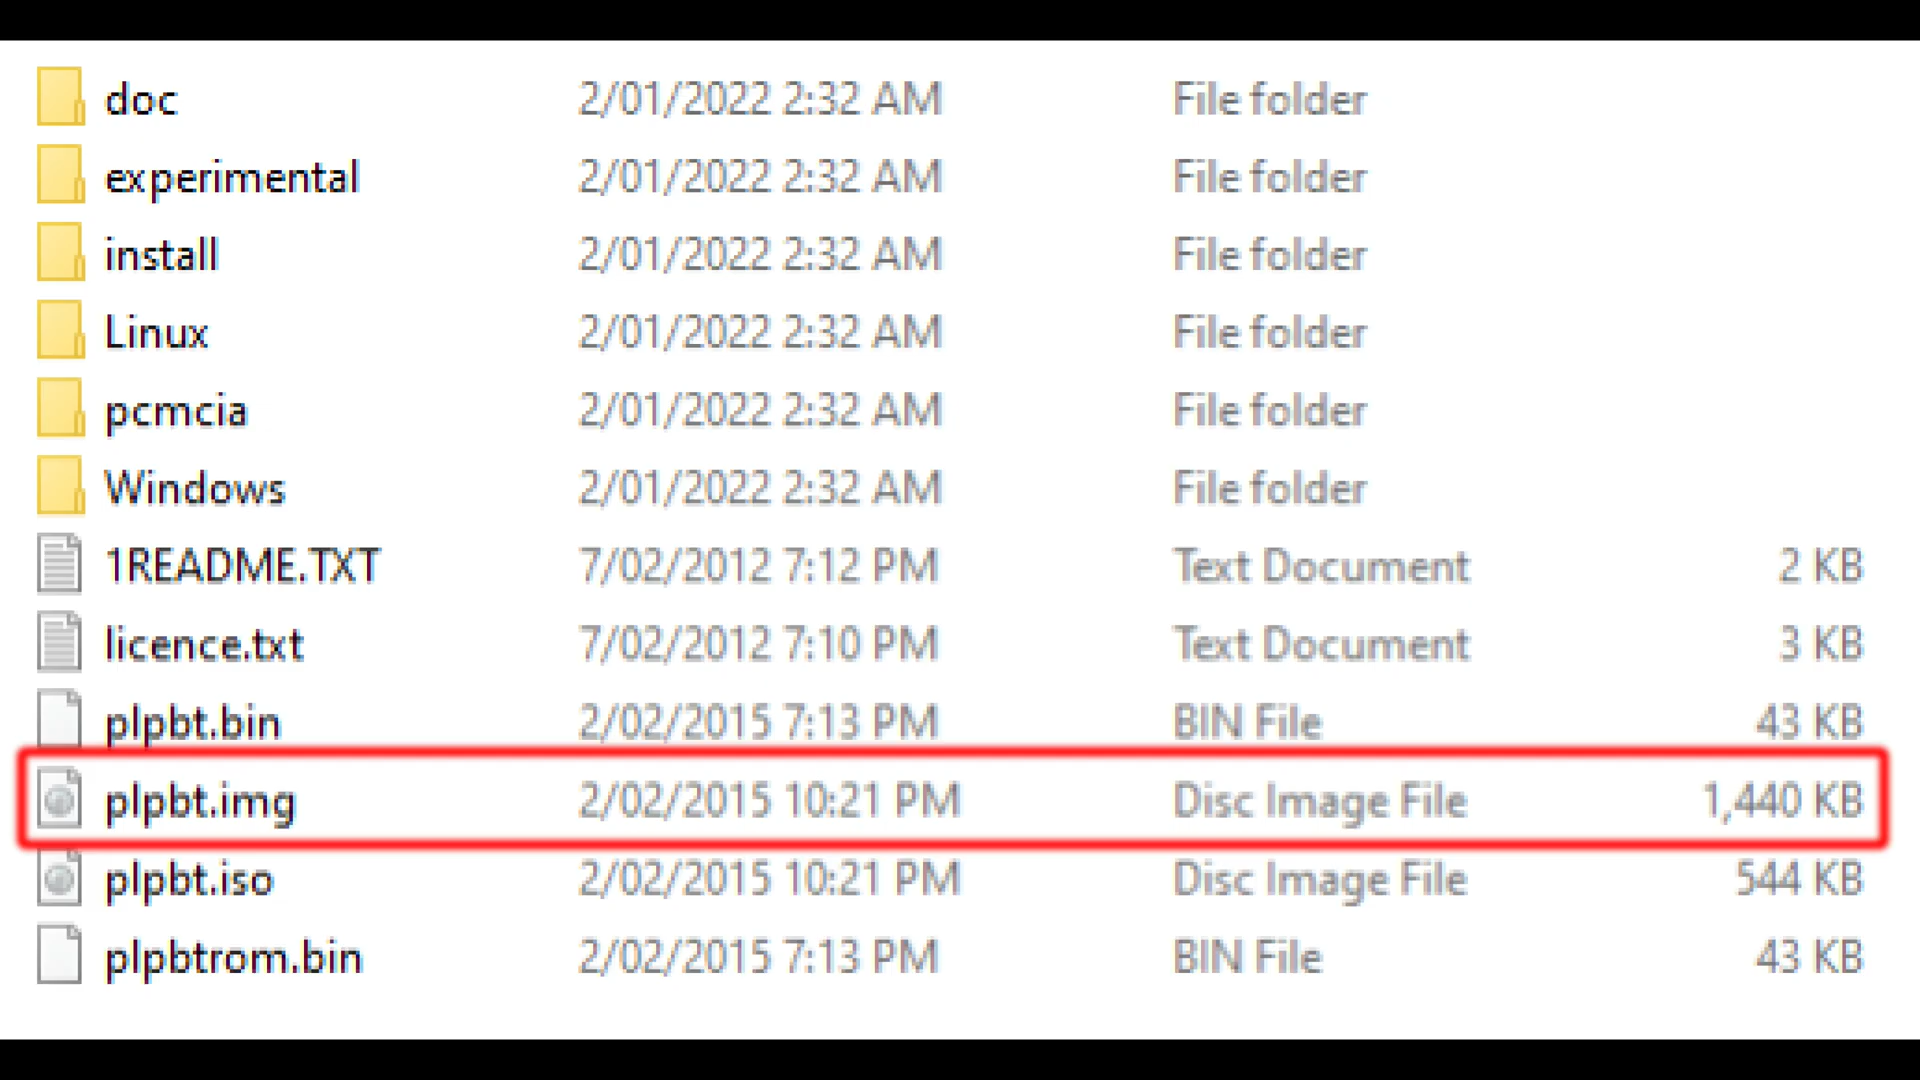 doc 2/01/2022 2:32 AM File folder
experimental 2/01/2022 2:32 AM File folder
install 2/01/2022 2:32 AM File folder
Linux 2/01/2022 2:32 AM File folder
pcmcia 2/01/2022 2:32 AM File folder
Windows 2/01/2022 2:32 AM File folder
1README.TXT 7/02/2012 7:12 PM Text Document 2 KB
licence.txt 7/02/2012 7:10 PM Text Document 3 KB
plpbt.bin 2/02/2015 7:13 PM BIN File 43 KB
plpbt.img 2/02/2015 10:21 PM Disc Image File 1,440 KB
plpbt.iso 2/02/2015 10:21 PM Disc Image File 544 KB
plpbtrom.bin 2/02/2015 7:13 PM BIN File 43 KB